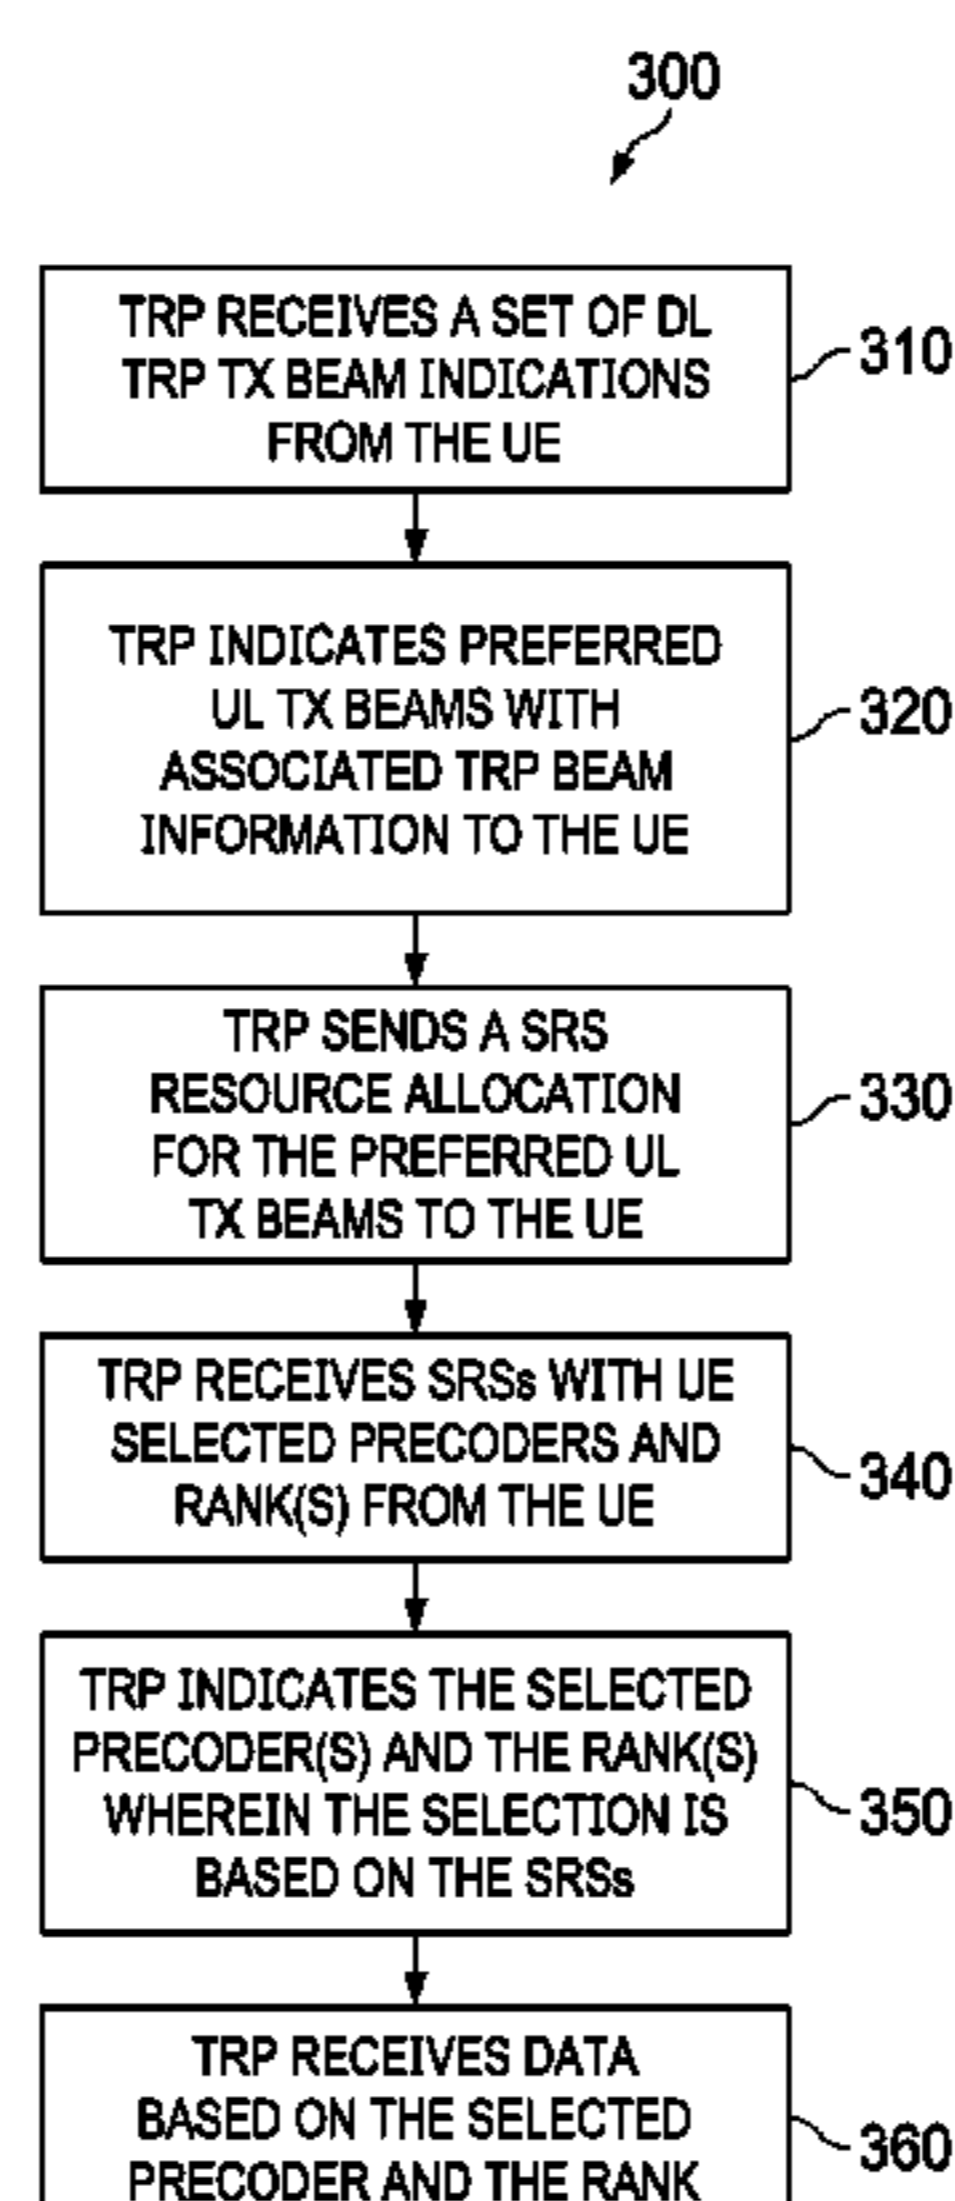 300
TRP RECEIVES A SET OF DL
TRP TX BEAM INDICATIONS
FROM THE UE
310
TRP INDICATES PREFERRED
UL TX BEAMS WITH
ASSOCIATED TRP BEAM
INFORMATION TO THE UE
320
TRP SENDS A SRS
RESOURCE ALLOCATION
FOR THE PREFERRED UL
TX BEAMS TO THE UE
330
TRP RECEIVES SRSs WITH UE
SELECTED PRECODERS AND
RANK(S) FROM THE UE
340
TRP INDICATES THE SELECTED
PRECODER(S) AND THE RANK(S)
WHEREIN THE SELECTION IS
BASED ON THE SRSs
350
TRP RECEIVES DATA
BASED ON THE SELECTED
PRECODER AND THE RANK
360